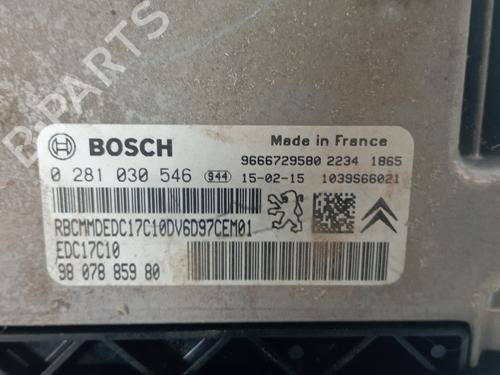 BOSCH
Made in France
9666729580 2234 1865
0 281 030 546 944 15-02-15 1039S66021
RBCMMDEDC17C10DV6D97CEM01
EDC17C10
98 078 859 80
B-PARTS